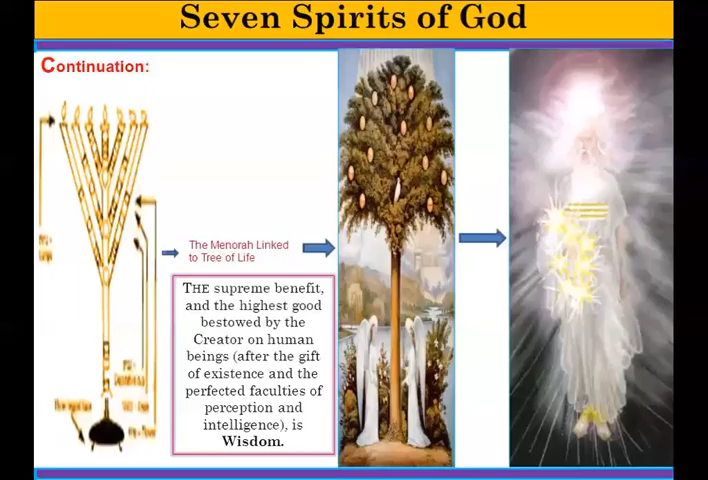 Seven Spirits of God
Continuation:
The Menorah Linked
to Tree of Life
THE supreme benefit,
and the highest good
bestowed by the
Creator on human
beings (after the gift
of existence and the
perfected faculties of
perception and
intelligence), is
Wisdom.